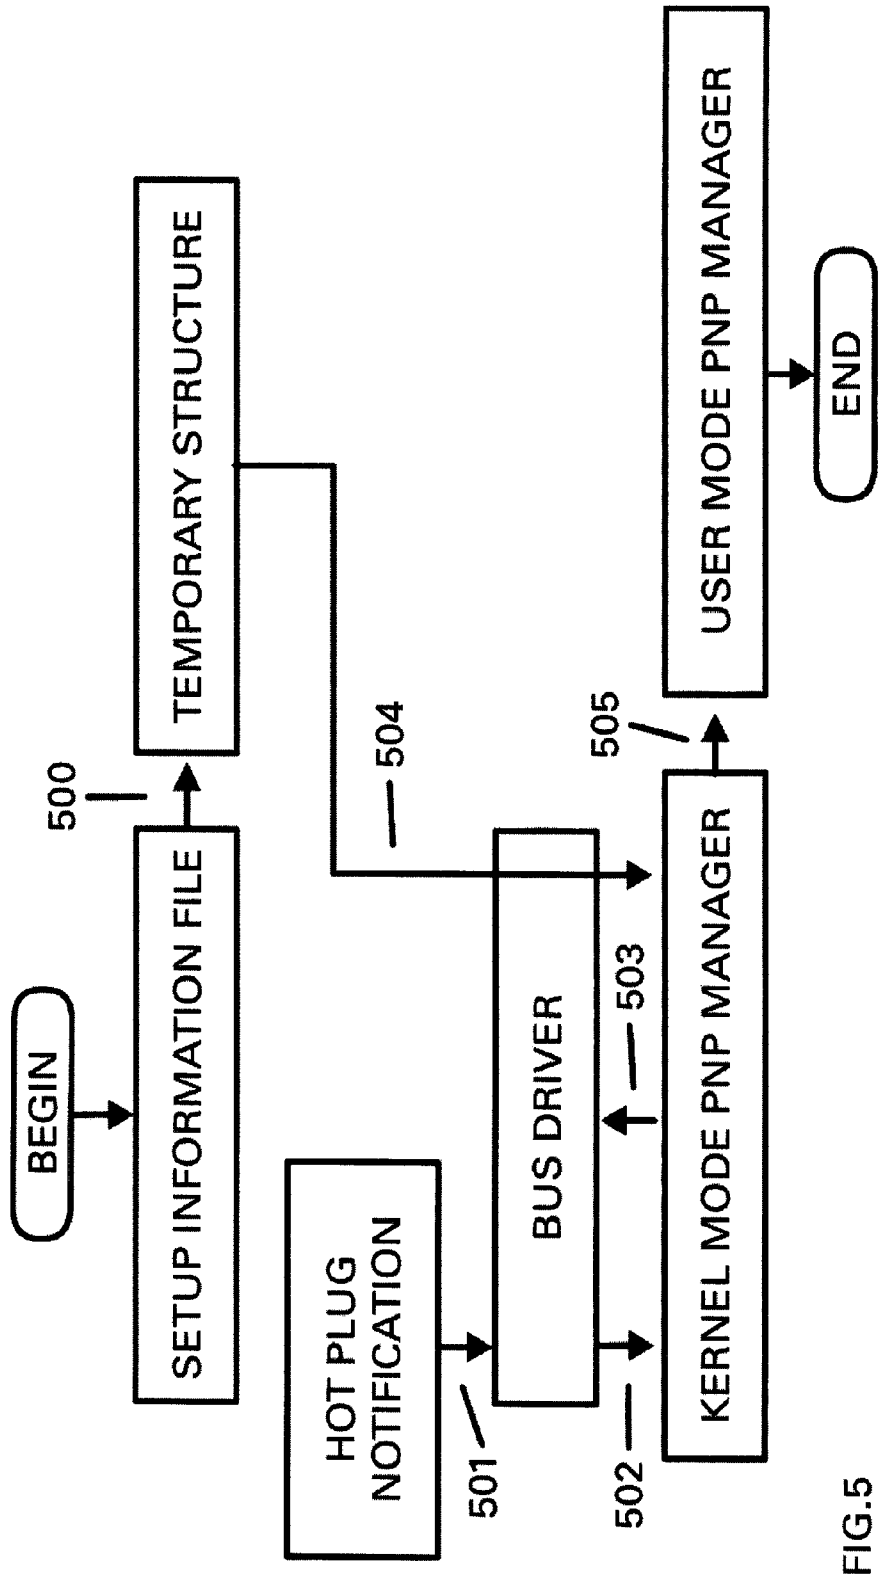 BEGIN
SETUP INFORMATION FILE
500
TEMPORARY STRUCTURE
HOT PLUG
NOTIFICATION
501
504
BUS DRIVER
502
503
505
KERNEL MODE PNP MANAGER
USER MODE PNP MANAGER
END
FIG.5